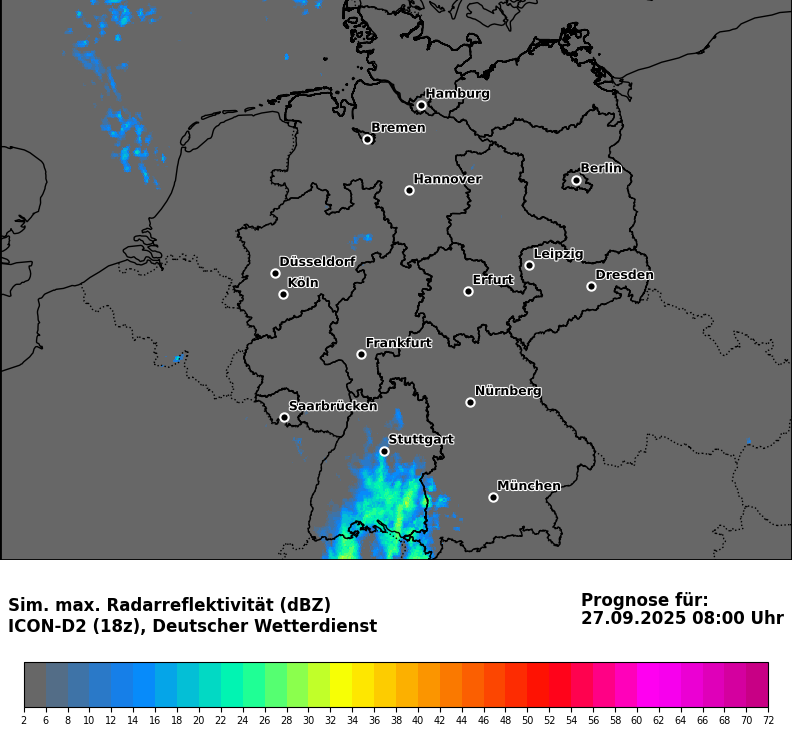 Hamburg
Bremen
Berlin
Hannover
Leipzig
Düsseldorf
Dresden
Köln
Erfurt
Frankfurt
Nürnberg
Saarbrücken
Stuttgart
München
Sim. max. Radarreflektivität (dBZ)
ICON-D2 (18z), Deutscher Wetterdienst
Prognose für:
27.09.2025 08:00 Uhr
2 6 8 10 12 14 16 18 20 22 24 26 28 30 32 34 36 38 40 42 44 46 48 50 52 54 56 58 60 62 64 66 68 70 72